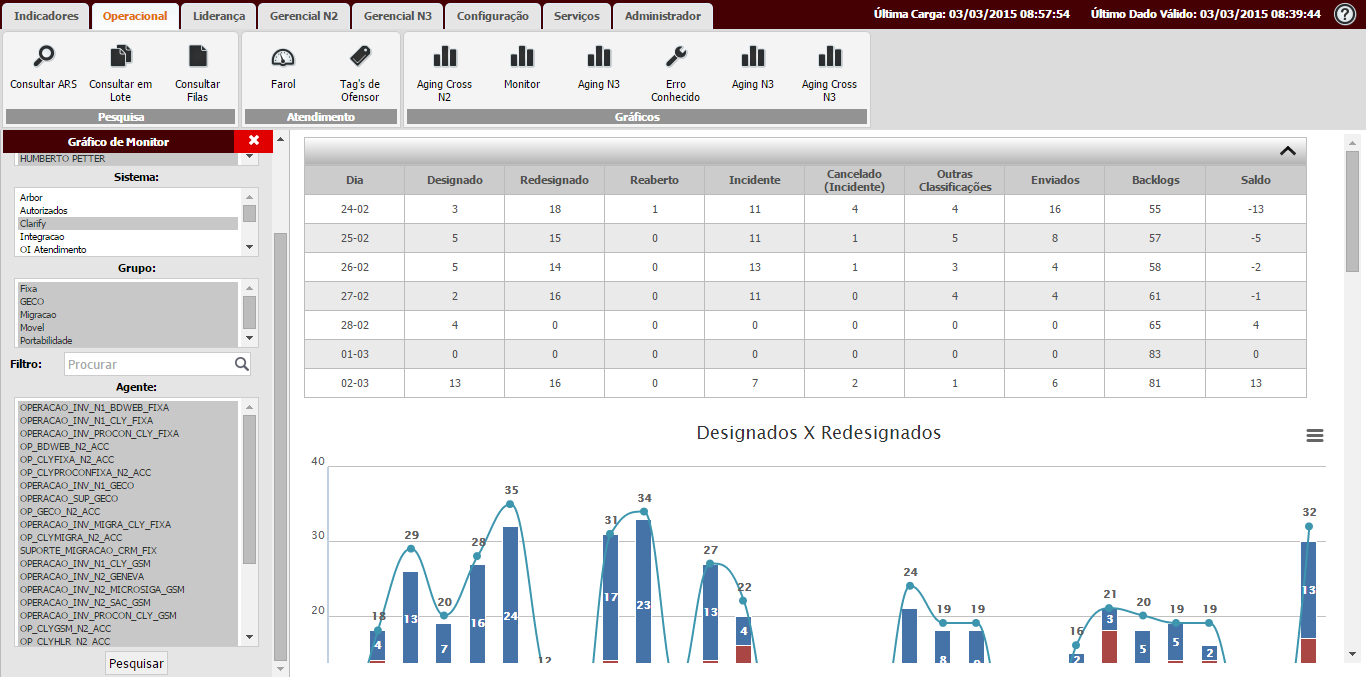 Indicadores
Operacional
Liderança
Gerencial N2
Gerencial N3
Configuração
Serviços
Administrador
Última Carga: 03/03/2015 08:57:54
Último Dado Válido: 03/03/2015 08:39:44
?
Consultar ARS
Consultar em
Lote
Consultar
Filas
Pesquisa
Farol
Tag's de
Ofensor
Atendimento
Aging Cross
N2
Monitor
Aging N3
Erro
Conhecido
Aging N3
Aging Cross
N3
Gráficos
Gráfico de Monitor
HUMBERTO PETTER
Sistema:
Arbor
Autorizados
Clarify
Integracao
OI Atendimento
Grupo:
Fixa
GECO
Migracao
Movel
Portabilidade
Filtro:
Procurar
Agente:
OPERACAO_INV_N1_BDWEB_FIXA
OPERACAO_INV_N1_CLY_FIXA
OPERACAO_INV_PROCON_CLY_FIXA
OP_BDWEB_N2_ACC
OP_CLYFIXA_N2_ACC
OP_CLYPROCONFIXA_N2_ACC
OPERACAO_INV_N1_GECO
OPERACAO_SUP_GECO
OP_GECO_N2_ACC
OPERACAO_INV_MIGRA_CLY_FIXA
OP_CLYMIGRA_N2_ACC
SUPORTE_MIGRACAO_CRM_FIX
OPERACAO_INV_N1_CLY_GSM
OPERACAO_INV_N2_GENEVA
OPERACAO_INV_N2_MICROSIGA_GSM
OPERACAO_INV_N2_SAC_GSM
OPERACAO_INV_PROCON_CLY_GSM
OP_CLYGSM_N2_ACC
OP_CLYHLR_N2_ACC
Pesquisar
Dia Designado Redesignado Reaberto Incidente Cancelado (Incidente) Outras Classificações Enviados Backlogs Saldo
24-02 3 18 1 11 4 4 16 55 -13
25-02 5 15 0 11 1 5 8 57 -5
26-02 5 14 0 13 1 3 4 58 -2
27-02 2 16 0 11 0 4 4 61 -1
28-02 4 0 0 0 0 0 0 65 4
01-03 0 0 0 0 0 0 0 83 0
02-03 13 16 0 7 2 1 6 81 13
Designados X Redesignados
40
30
20
18 29 20 28 35 12 31 34 27 22 24 19 19 16 21 20 19 19 32
4 13 7 16 24 17 23 13 4 8 2 3 5 5 2 13